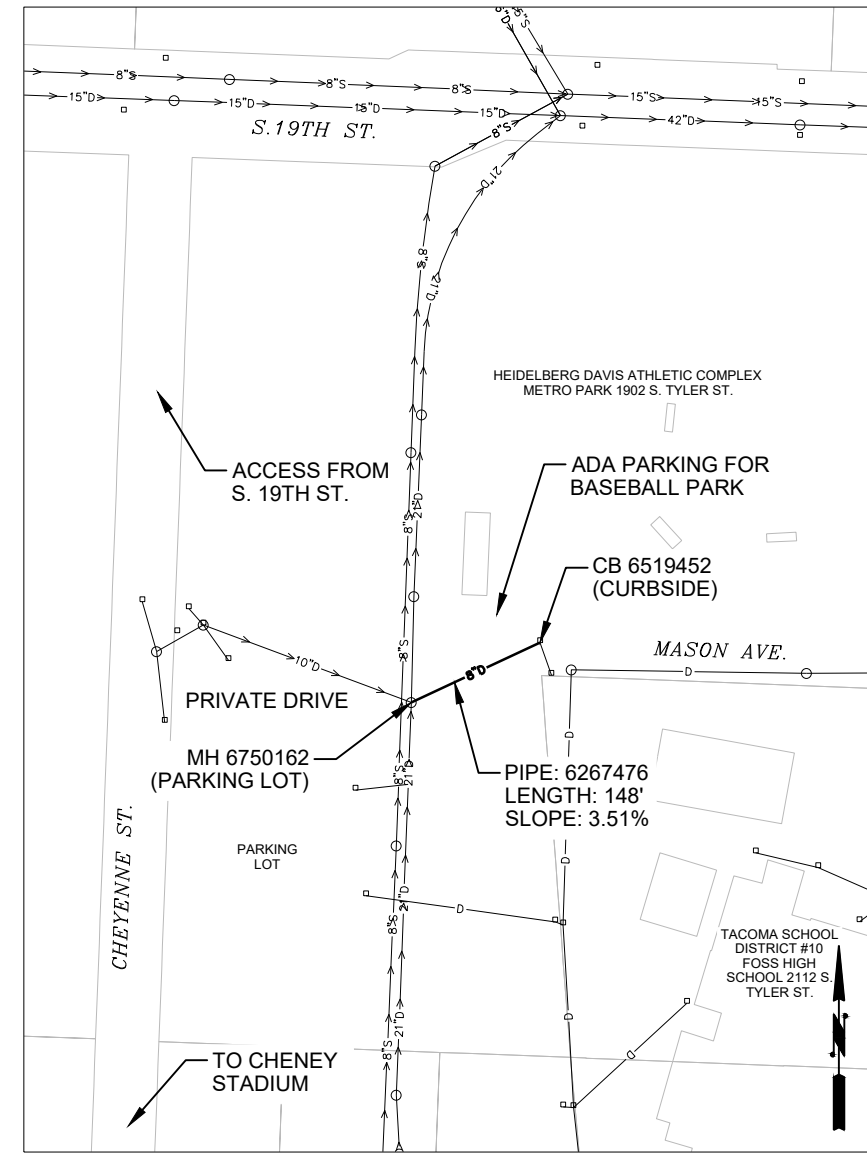 8"D
8"S
8"S
8"S
8"S
8"S
15"S
15"S
15"D
15"D
15"D
15"D
42"D
S.19TH ST.
8"S
21"D
8"S
21"D
HEIDELBERG DAVIS ATHLETIC COMPLEX
METRO PARK 1902 S. TYLER ST.
ACCESS FROM
S. 19TH ST.
ADA PARKING FOR
BASEBALL PARK
8"S
21"D
CB 6519452
(CURBSIDE)
MASON AVE.
D
D
8"S
10"D
8"D
PRIVATE DRIVE
MH 6750162
(PARKING LOT)
PIPE: 6267476
LENGTH: 148'
SLOPE: 3.51%
D
8"S
21"D
CHEYENNE ST.
PARKING
LOT
D
D
8"S
21"D
TACOMA SCHOOL
DISTRICT #10
FOSS HIGH
SCHOOL 2112 S.
TYLER ST.
N
8"S
21"D
D
D
TO CHENEY
STADIUM